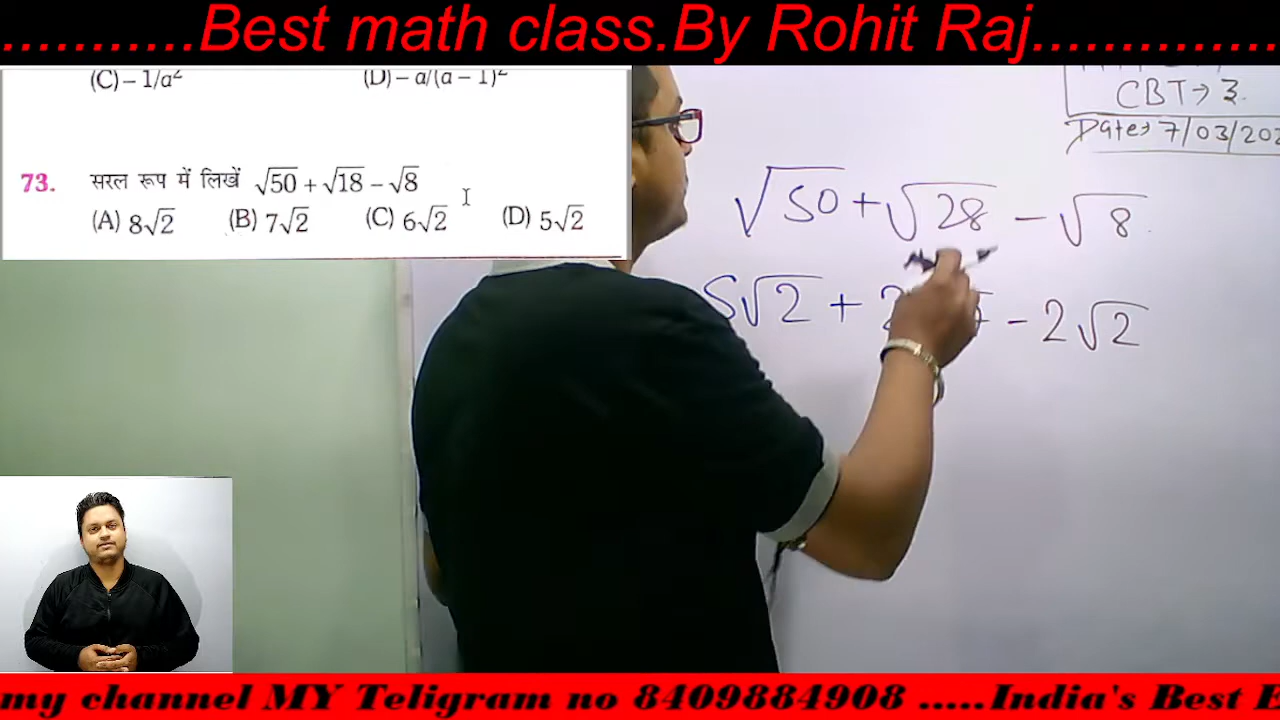 ...........Best math class.By Rohit Raj..............
(C) – 1/a² (D) – a/(a – 1)²
73. सरल रूप में लिखें √50 + √18 – √8
(A) 8√2 (B) 7√2 (C) 6√2 (D) 5√2
CBT→ 3
Date→ 7/03/202
√50 + √28 – √8
5√2 + 2 – 2√2
my channel MY Teligram no 8409884908 .....India's Best E